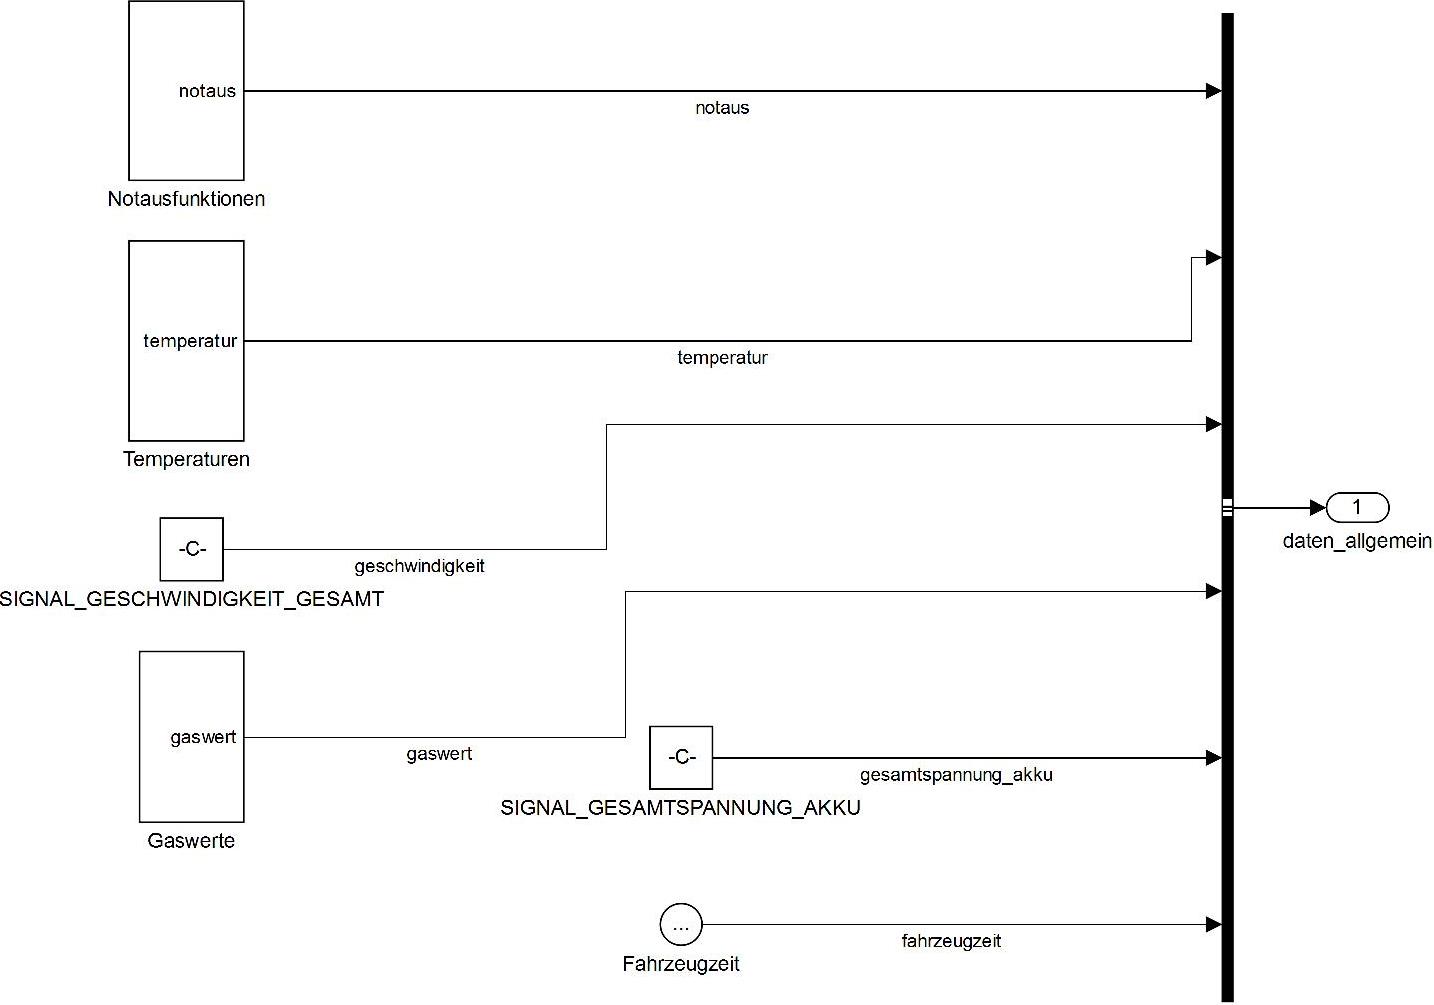 notaus
notaus
Notausfunktionen
temperatur
temperatur
Temperaturen
-C-
geschwindigkeit
SIGNAL_GESCHWINDIGKEIT_GESAMT
1
daten_allgemein
gaswert
gaswert
Gaswerte
-C-
gesamtspannung_akku
SIGNAL_GESAMTSPANNUNG_AKKU
...
fahrzeugzeit
Fahrzeugzeit